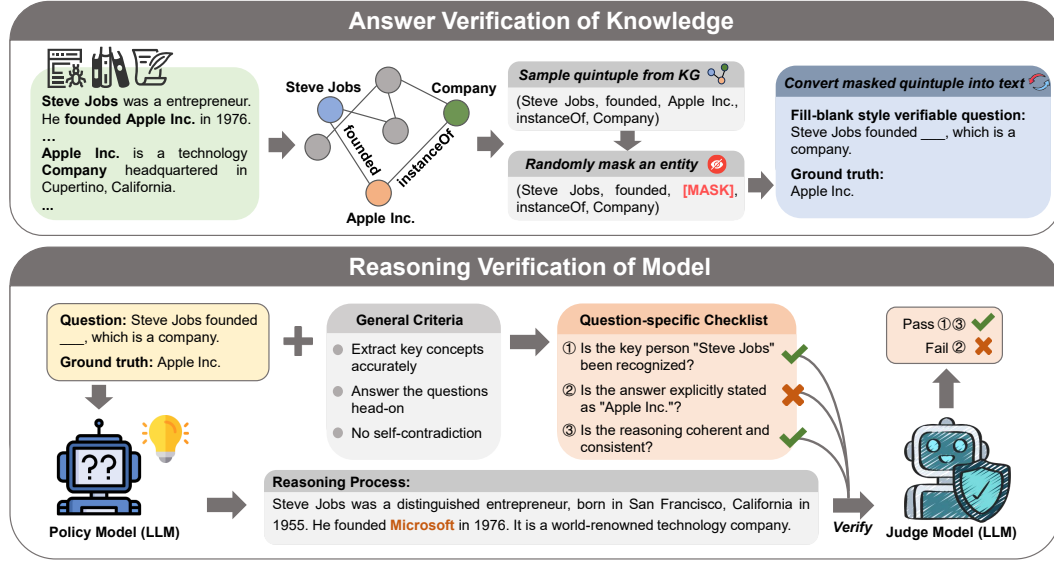 Answer Verification of Knowledge
Steve Jobs was a entrepreneur.
He founded Apple Inc. in 1976.
...
Apple Inc. is a technology
Company headquartered in
Cupertino, California.
...
Steve Jobs
Company
founded
instanceOf
Apple Inc.
Sample quintuple from KG
(Steve Jobs, founded, Apple Inc.,
instanceOf, Company)
Randomly mask an entity
(Steve Jobs, founded, [MASK],
instanceOf, Company)
Convert masked quintuple into text
Fill-blank style verifiable question:
Steve Jobs founded ___, which is a
company.
Ground truth:
Apple Inc.
Reasoning Verification of Model
Question: Steve Jobs founded
___, which is a company.
Ground truth: Apple Inc.
General Criteria
Extract key concepts
accurately
Answer the questions
head-on
No self-contradiction
Question-specific Checklist
① Is the key person "Steve Jobs"
been recognized?
② Is the answer explicitly stated
as "Apple Inc."?
③ Is the reasoning coherent and
consistent?
Pass ①③
Fail ②
??
Policy Model (LLM)
Reasoning Process:
Steve Jobs was a distinguished entrepreneur, born in San Francisco, California in
1955. He founded Microsoft in 1976. It is a world-renowned technology company.
Verify
Judge Model (LLM)